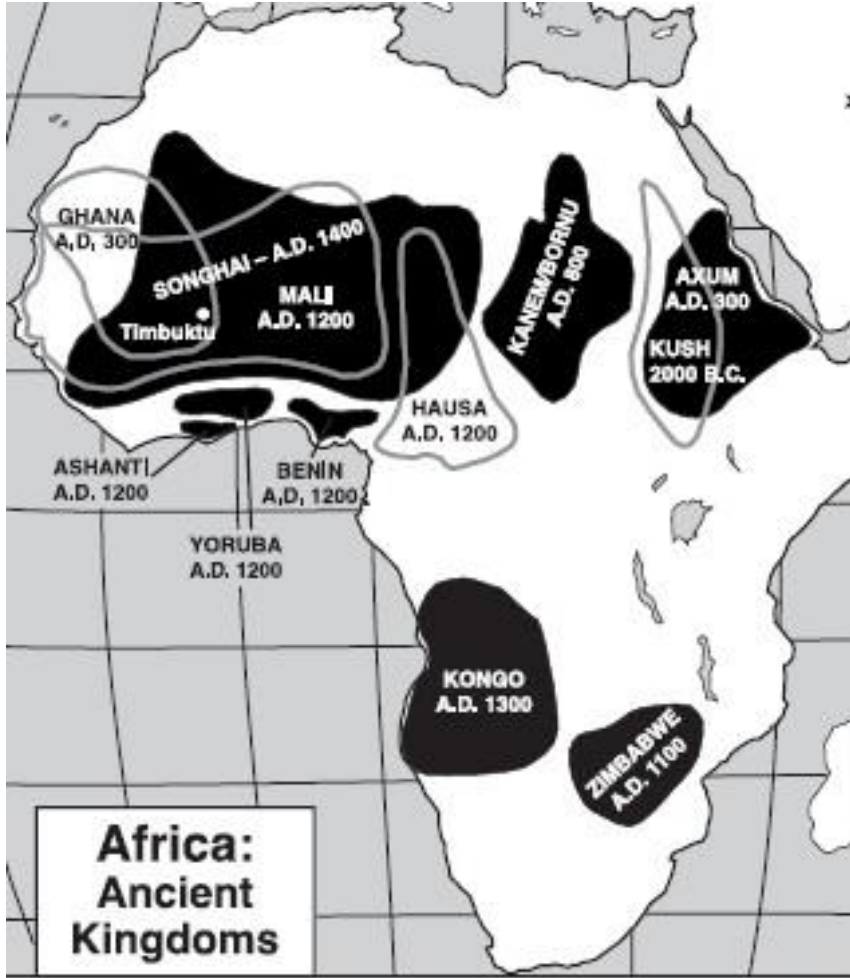 GHANA
A,D, 300
SONGHAI – A.D. 1400
MALI
A.D. 1200
Timbuktu
KANEM/BORNU
A.D. 800
AXUM
A.D. 300
KUSH
2000 B.C.
HAUSA
A.D. 1200
ASHANTI
A.D. 1200
BENIN
A,D, 1200
YORUBA
A.D. 1200
KONGO
A.D. 1300
ZIMBABWE
A.D. 1100
Africa:
Ancient
Kingdoms